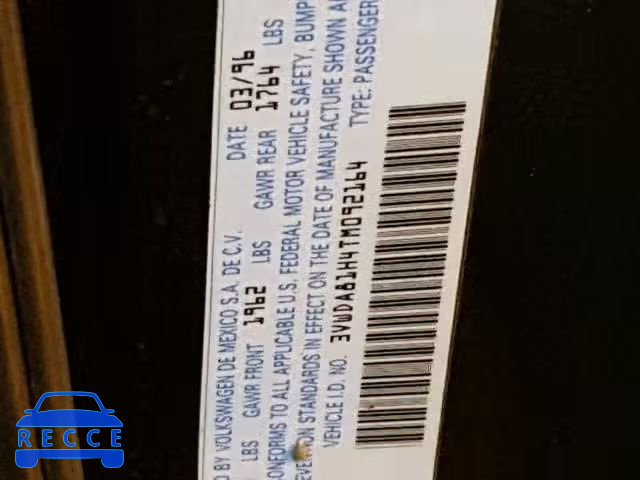 D BY VOLKSWAGEN DE MEXICO S.A. DE C.V. DATE 03/96
LBS GAWR FRONT 1962 LBS GAWR REAR 1764 LBS
CONFORMS TO ALL APPLICABLE U.S. FEDERAL MOTOR VEHICLE SAFETY, BUMP
STANDARDS IN EFFECT ON THE DATE OF MANUFACTURE SHOWN A
VEHICLE I.D. NO. 3VWDA81H4TM092164 TYPE: PASSENGER
RECCE